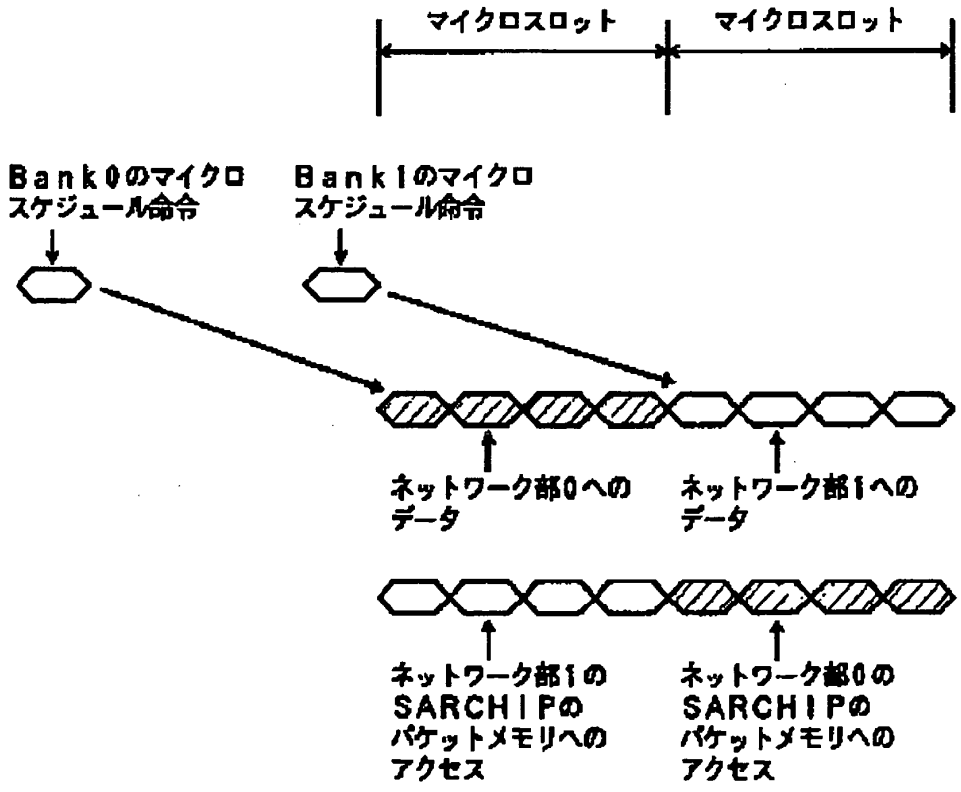 マイクロスロット
マイクロスロット
Bank0のマイクロ
スケジュール命令
Bank1のマイクロ
スケジュール命令
ネットワーク部0への
データ
ネットワーク部1への
データ
ネットワーク部1の
SARCHIPの
パケットメモリへの
アクセス
ネットワーク部0の
SARCHIPの
パケットメモリへの
アクセス